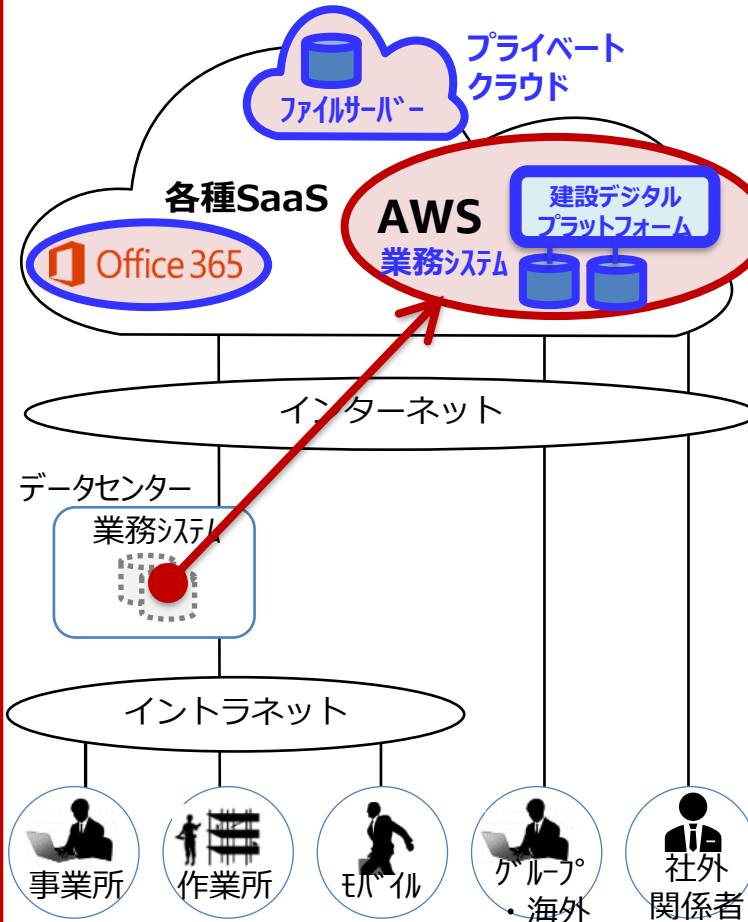 プライベート
クラウド
ファイルサーバー
各種SaaS
Office 365
AWS
業務システム
建設デジタル
プラットフォーム
インターネット
データセンター
業務システム
イントラネット
事業所
作業所
モバイル
グループ
・海外
社外
関係者